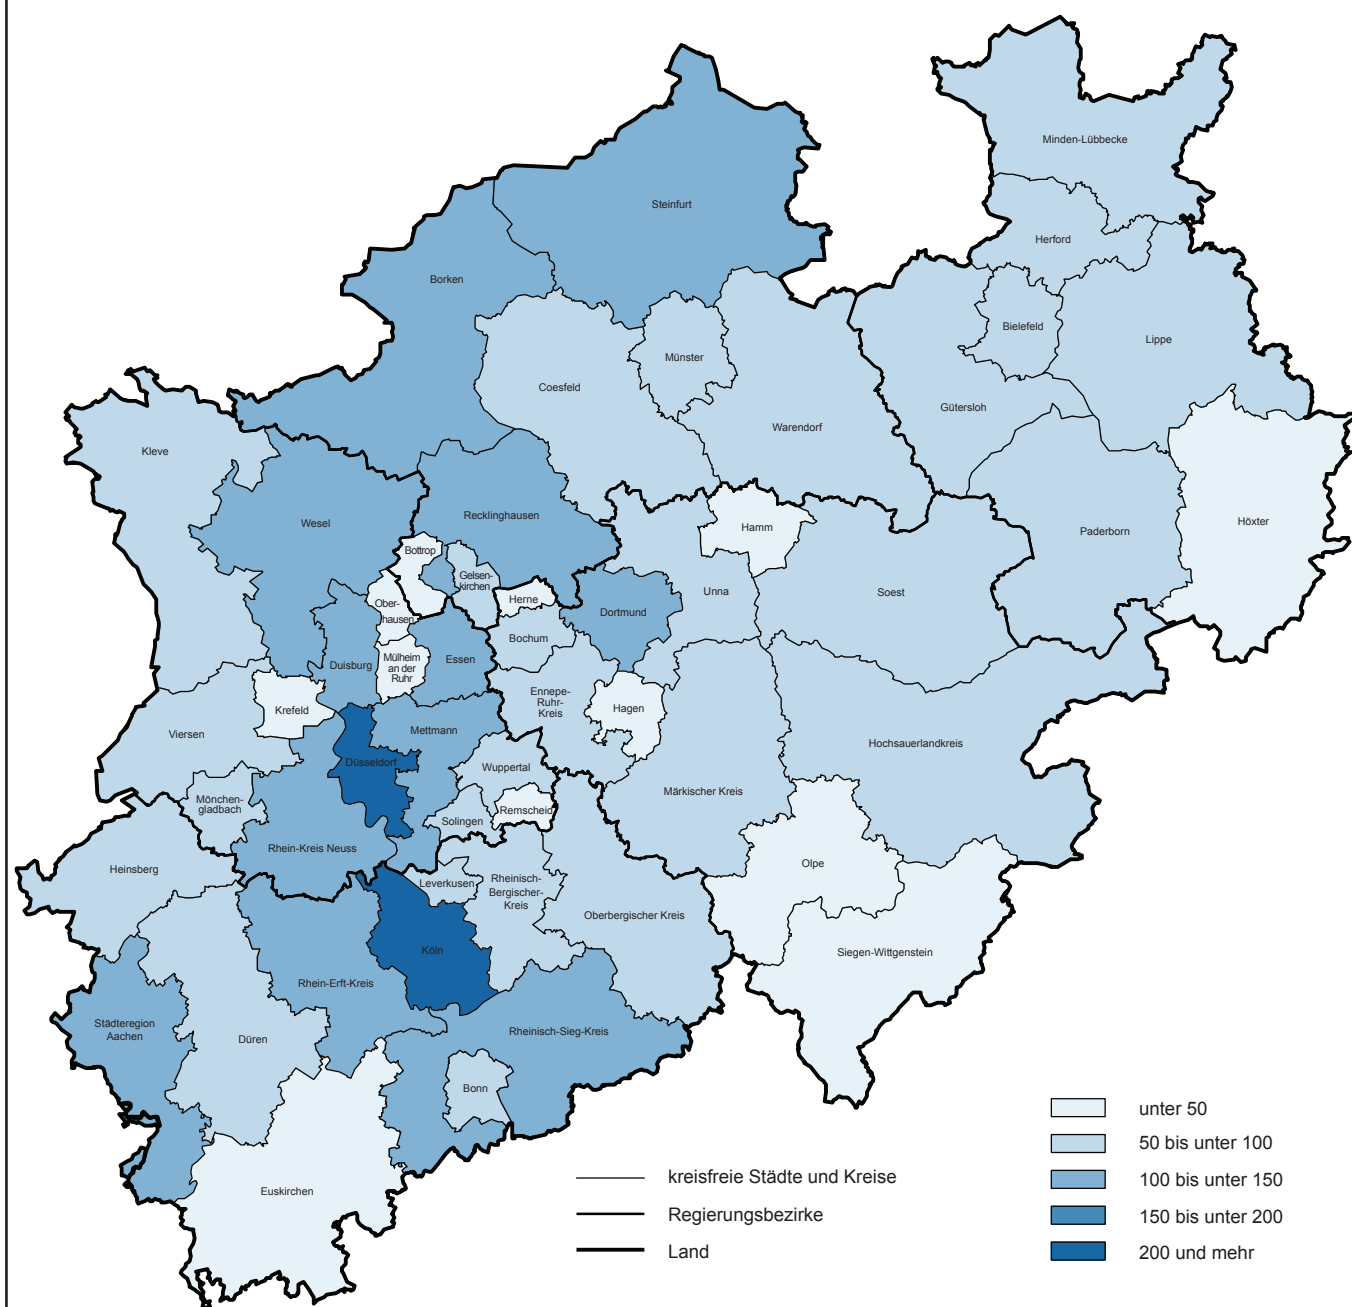 Minden-Lübbecke
Steinfurt
Herford
Borken
Bielefeld
Lippe
Münster
Coesfeld
Gütersloh
Warendorf
Kleve
Recklinghausen
Wesel
Hamm
Höxter
Paderborn
Bottrop
Gelsen-
kirchen
Ober-
hausen
Herne
Dortmund
Unna
Soest
Bochum
Mülheim
an der
Ruhr
Essen
Duisburg
Ennepe-
Ruhr-
Kreis
Hagen
Krefeld
Mettmann
Viersen
Hochsauerlandkreis
Düsseldorf
Wuppertal
Märkischer Kreis
Mönchen-
gladbach
Remscheid
Solingen
Rhein-Kreis Neuss
Olpe
Heinsberg
Leverkusen
Rheinisch-
Bergischer-
Kreis
Oberbergischer Kreis
Köln
Siegen-Wittgenstein
Rhein-Erft-Kreis
Städteregion
Aachen
Düren
Rheinisch-Sieg-Kreis
Bonn
Euskirchen
kreisfreie Städte und Kreise
Regierungsbezirke
Land
unter 50
50 bis unter 100
100 bis unter 150
150 bis unter 200
200 und mehr